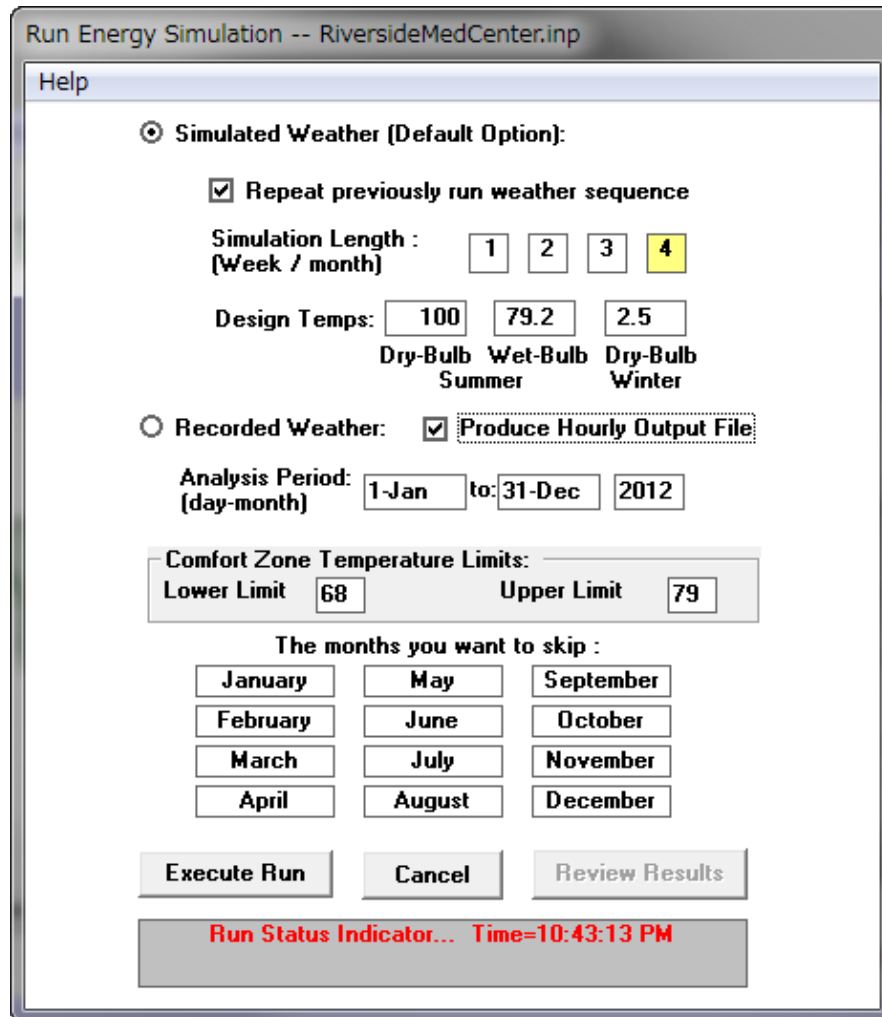 Run Energy Simulation -- RiversideMedCenter.inp
Help
Simulated Weather (Default Option):
Repeat previously run weather sequence
Simulation Length : 1 2 3 4
(Week / month)
Design Temps: 100 79.2 2.5
Dry-Bulb Wet-Bulb Dry-Bulb
Summer Winter
Recorded Weather: Produce Hourly Output File
Analysis Period: 1-Jan to: 31-Dec 2012
(day-month)
Comfort Zone Temperature Limits:
Lower Limit 68 Upper Limit 79
The months you want to skip :
January May September
February June October
March July November
April August December
Execute Run Cancel Review Results
Run Status Indicator... Time=10:43:13 PM